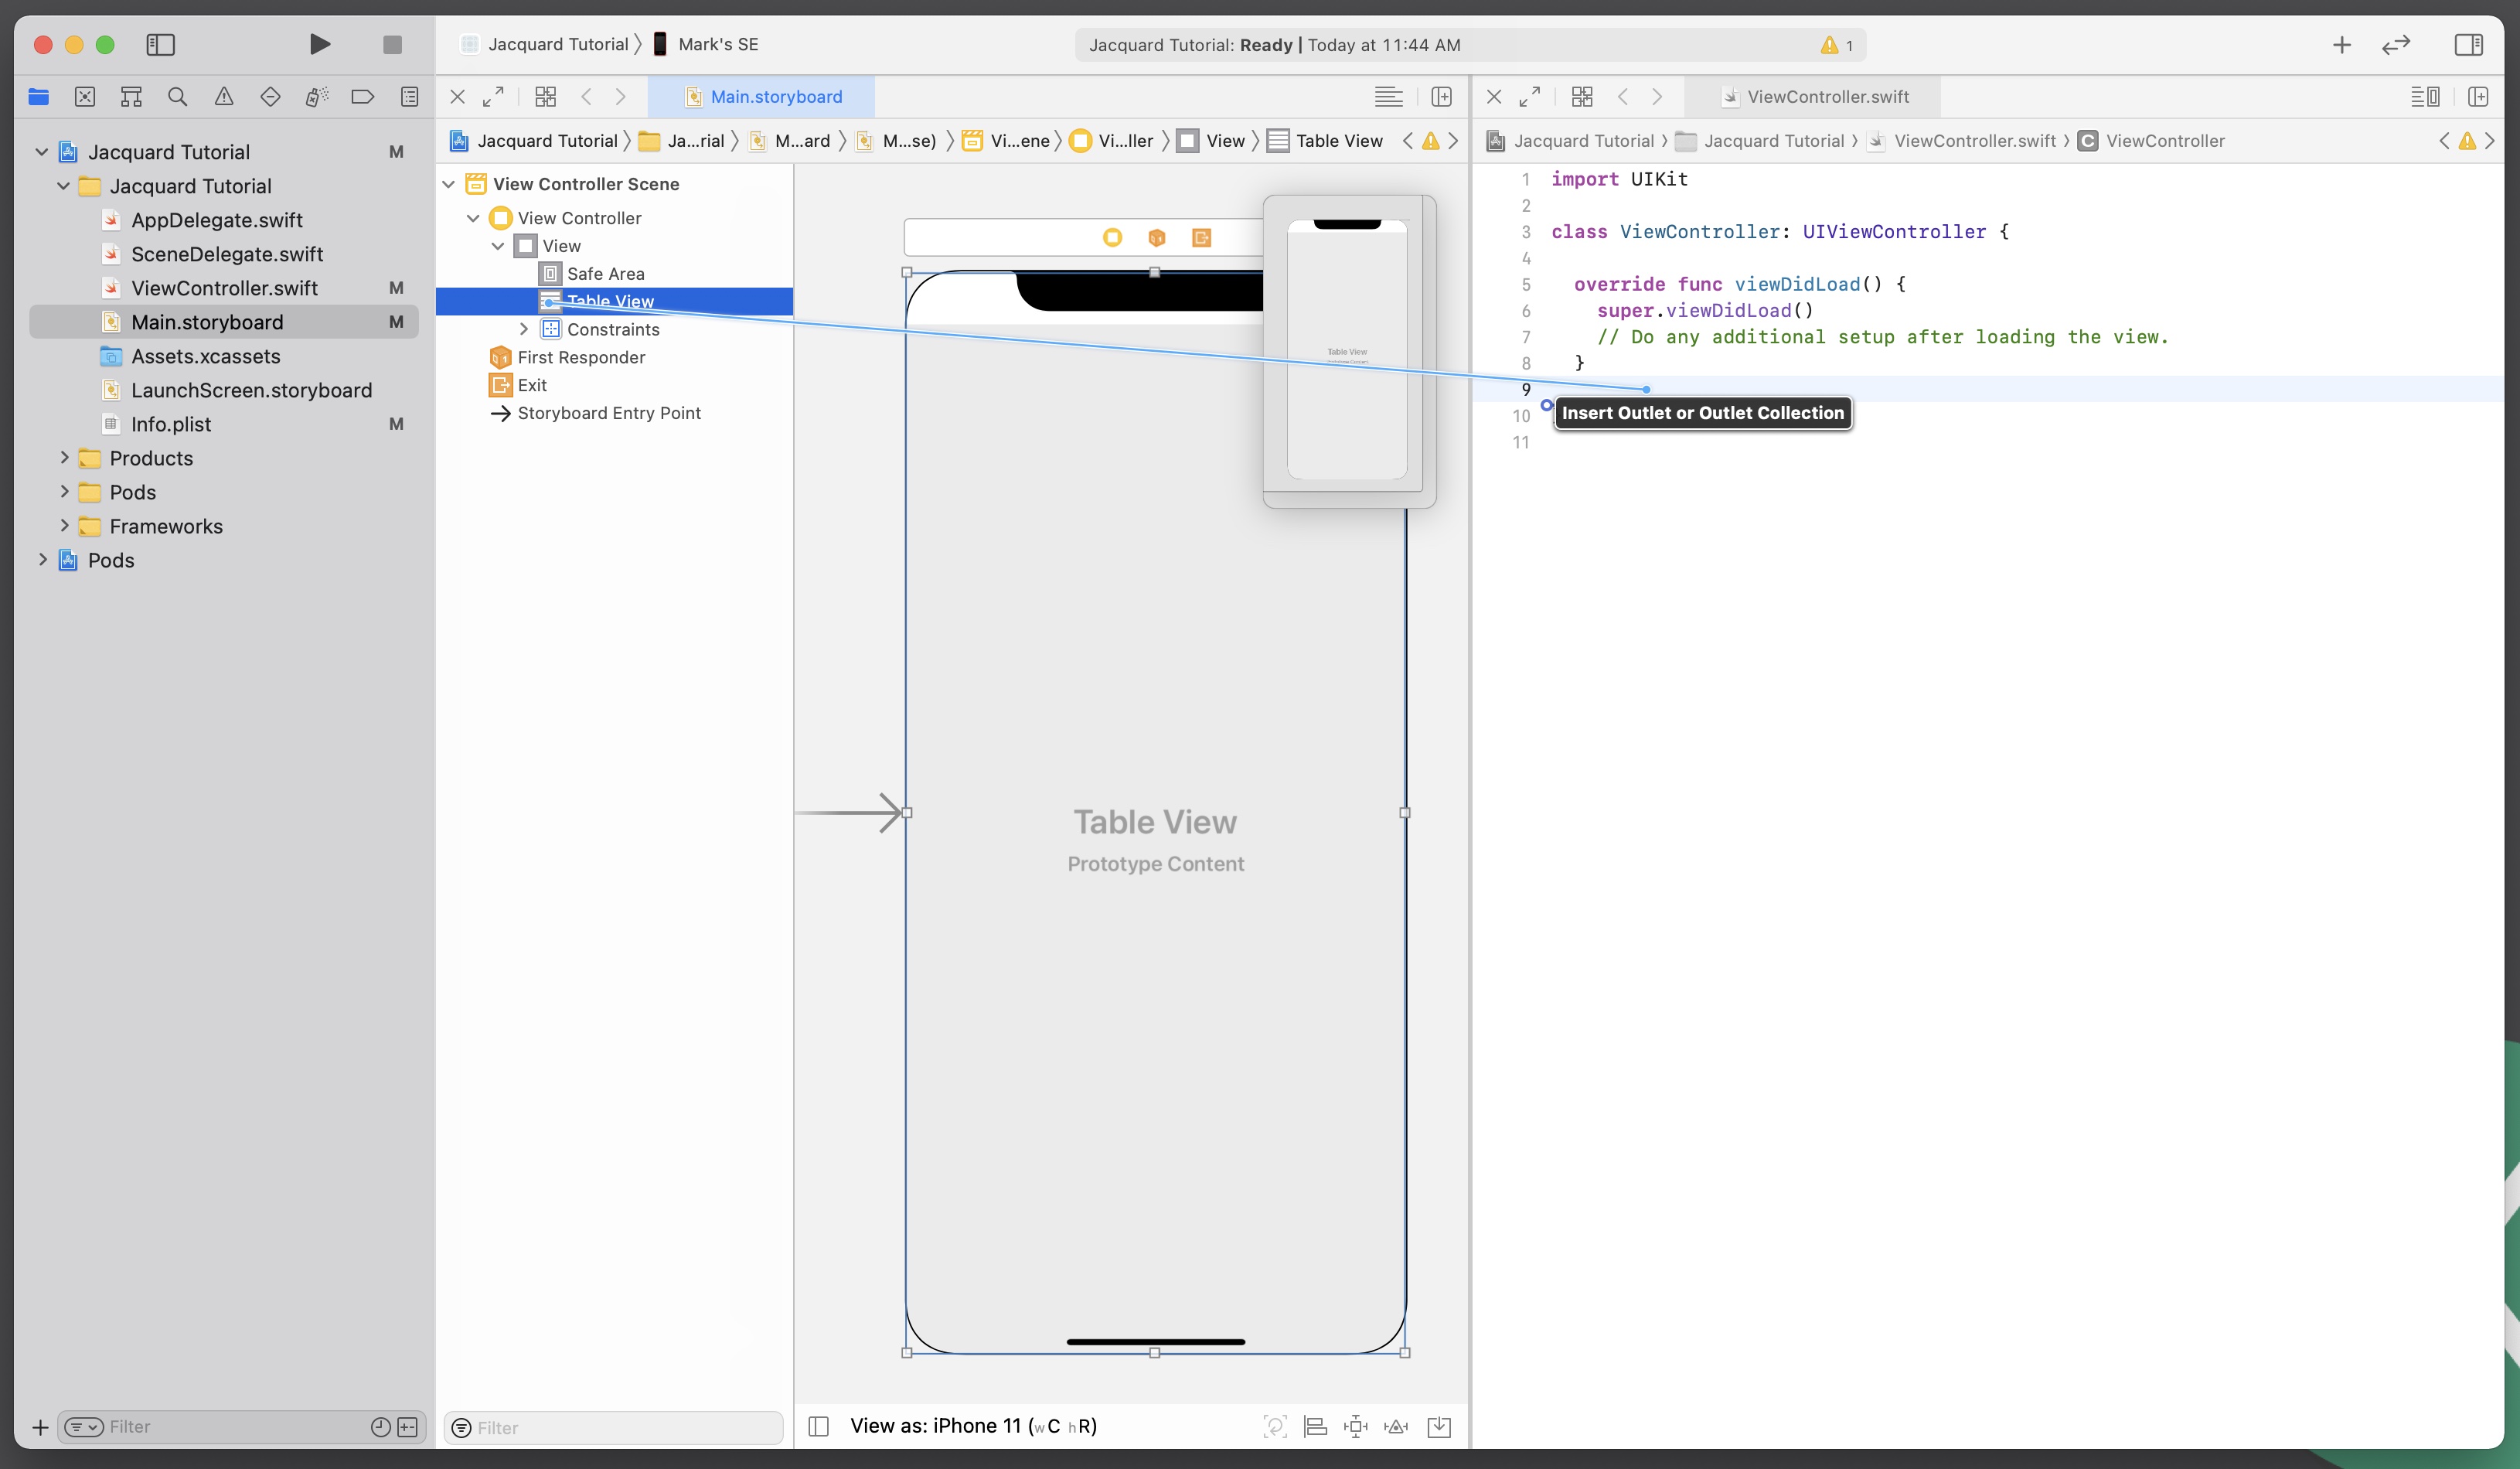 Jacquard Tutorial
Mark's SE
Jacquard Tutorial: Ready | Today at 11:44 AM
1
Main.storyboard
ViewController.swift
Jacquard Tutorial
Ja...rial
M...ard
M...se)
Vi...ene
Vi...ller
View
Table View
Jacquard Tutorial
Jacquard Tutorial
ViewController.swift
C ViewController
Jacquard Tutorial M
Jacquard Tutorial
AppDelegate.swift
SceneDelegate.swift
ViewController.swift M
Main.storyboard M
Assets.xcassets
LaunchScreen.storyboard
Info.plist M
Products
Pods
Frameworks
Pods
Filter
View Controller Scene
View Controller
View
Safe Area
Table View
Constraints
First Responder
Exit
Storyboard Entry Point
Filter
Table View
Table View
Prototype Content
View as: iPhone 11 (wC hR)
1 import UIKit
2
3 class ViewController: UIViewController {
4
5 override func viewDidLoad() {
6 super.viewDidLoad()
7 // Do any additional setup after loading the view.
8 }
9
10
Insert Outlet or Outlet Collection
11